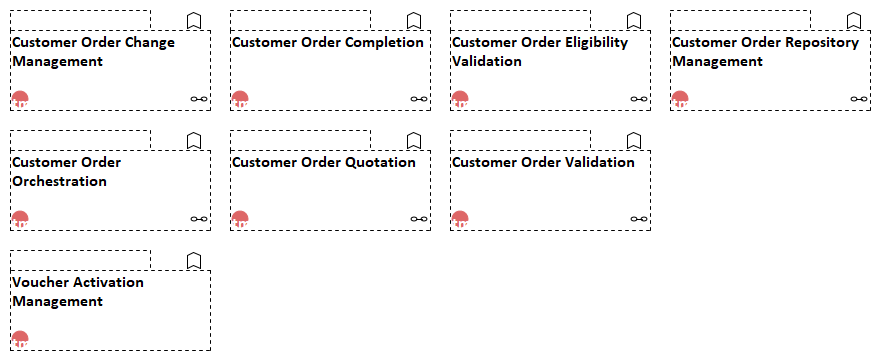 Customer Order Change
Management
Customer Order Completion
Customer Order Eligibility
Validation
Customer Order Repository
Management
Customer Order
Orchestration
Customer Order Quotation
Customer Order Validation
Voucher Activation
Management